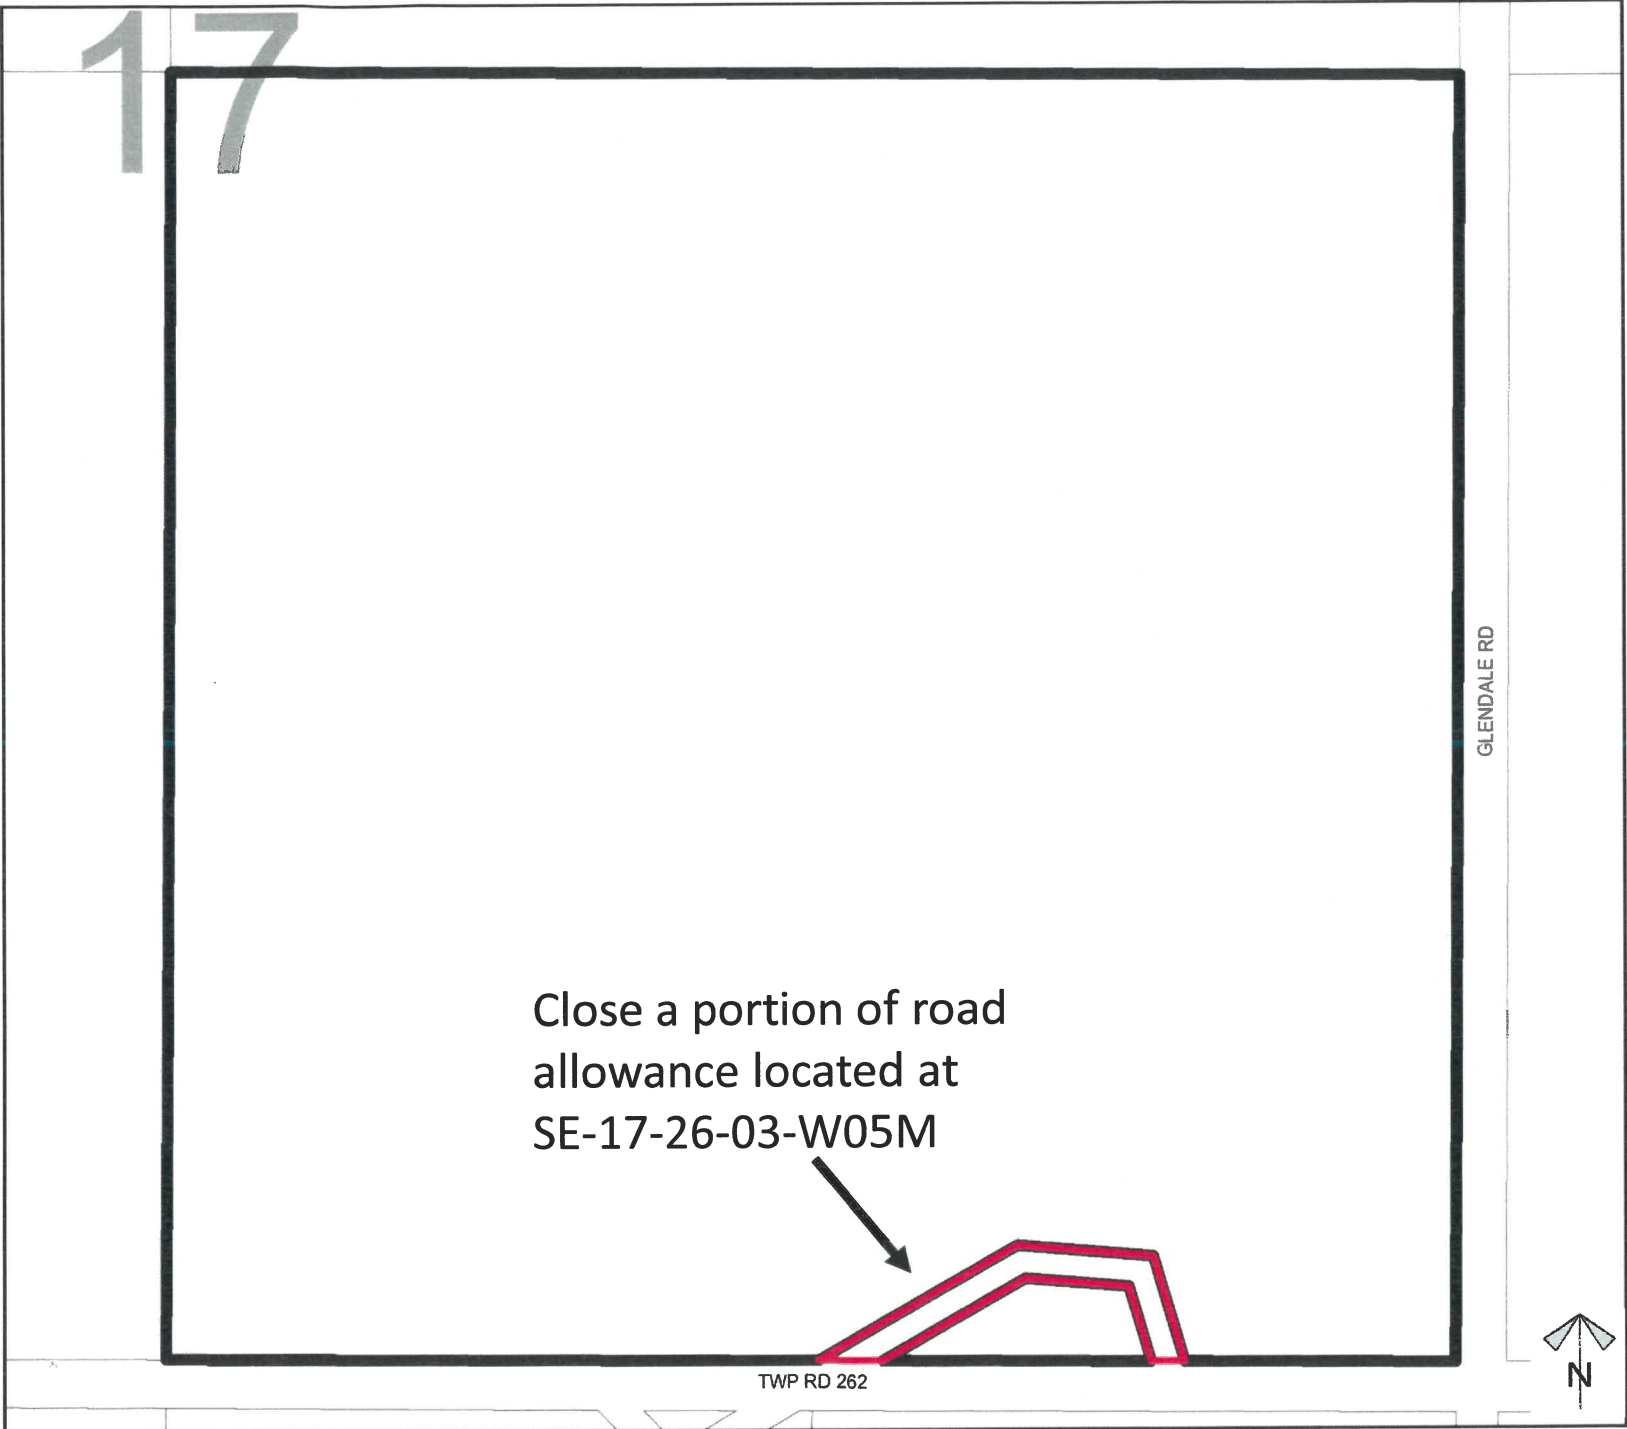 17
GLENDALE RD
Close a portion of road
allowance located at
SE-17-26-03-W05M
TWP RD 262
N